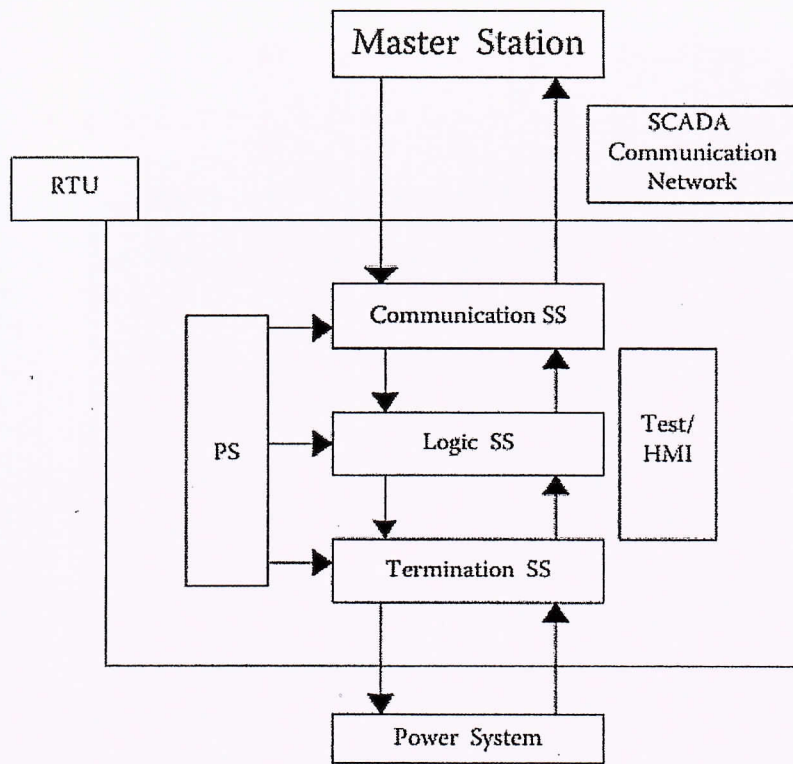 Master Station
SCADA
Communication
Network
RTU
Communication SS
PS
Logic SS
Test/
HMI
Termination SS
Power System